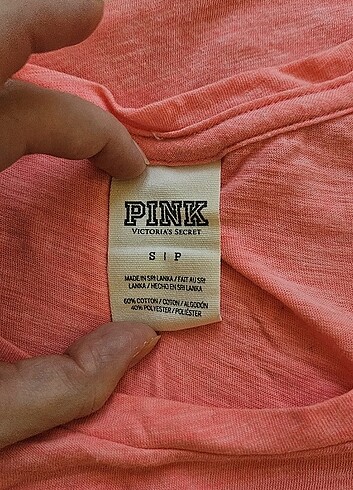 PINK
VICTORIA'S SECRET
S | P
MADE IN SRI LANKA / FAIT AU SRI
LANKA / HECHO EN SRI LANKA
60% COTTON / COTON / ALGODÓN
40% POLYESTER / POLIÉSTER